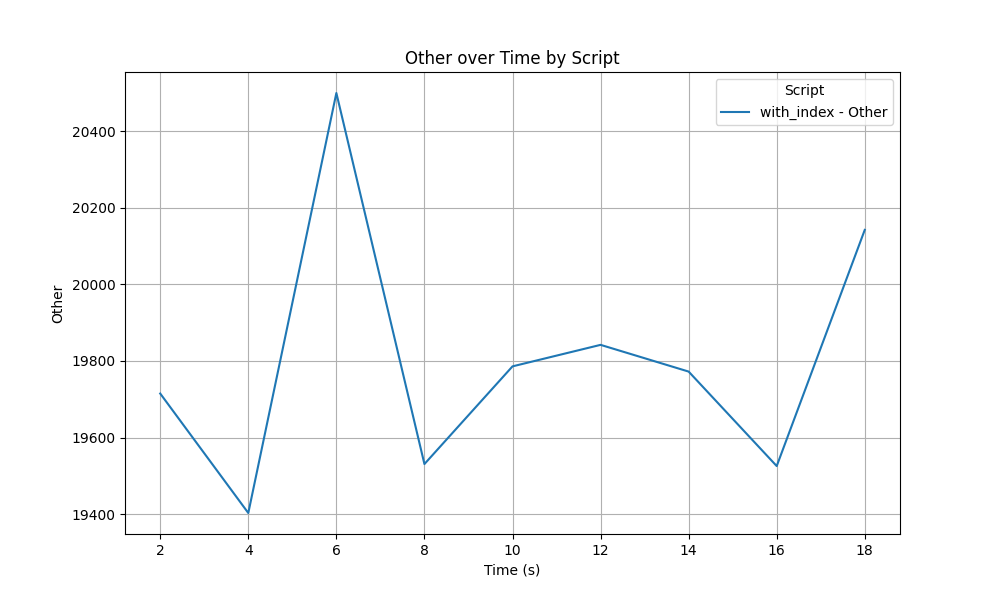 Other over Time by Script
Script
with_index - Other
Other
20400
20200
20000
19800
19600
19400
2 4 6 8 10 12 14 16 18
Time (s)